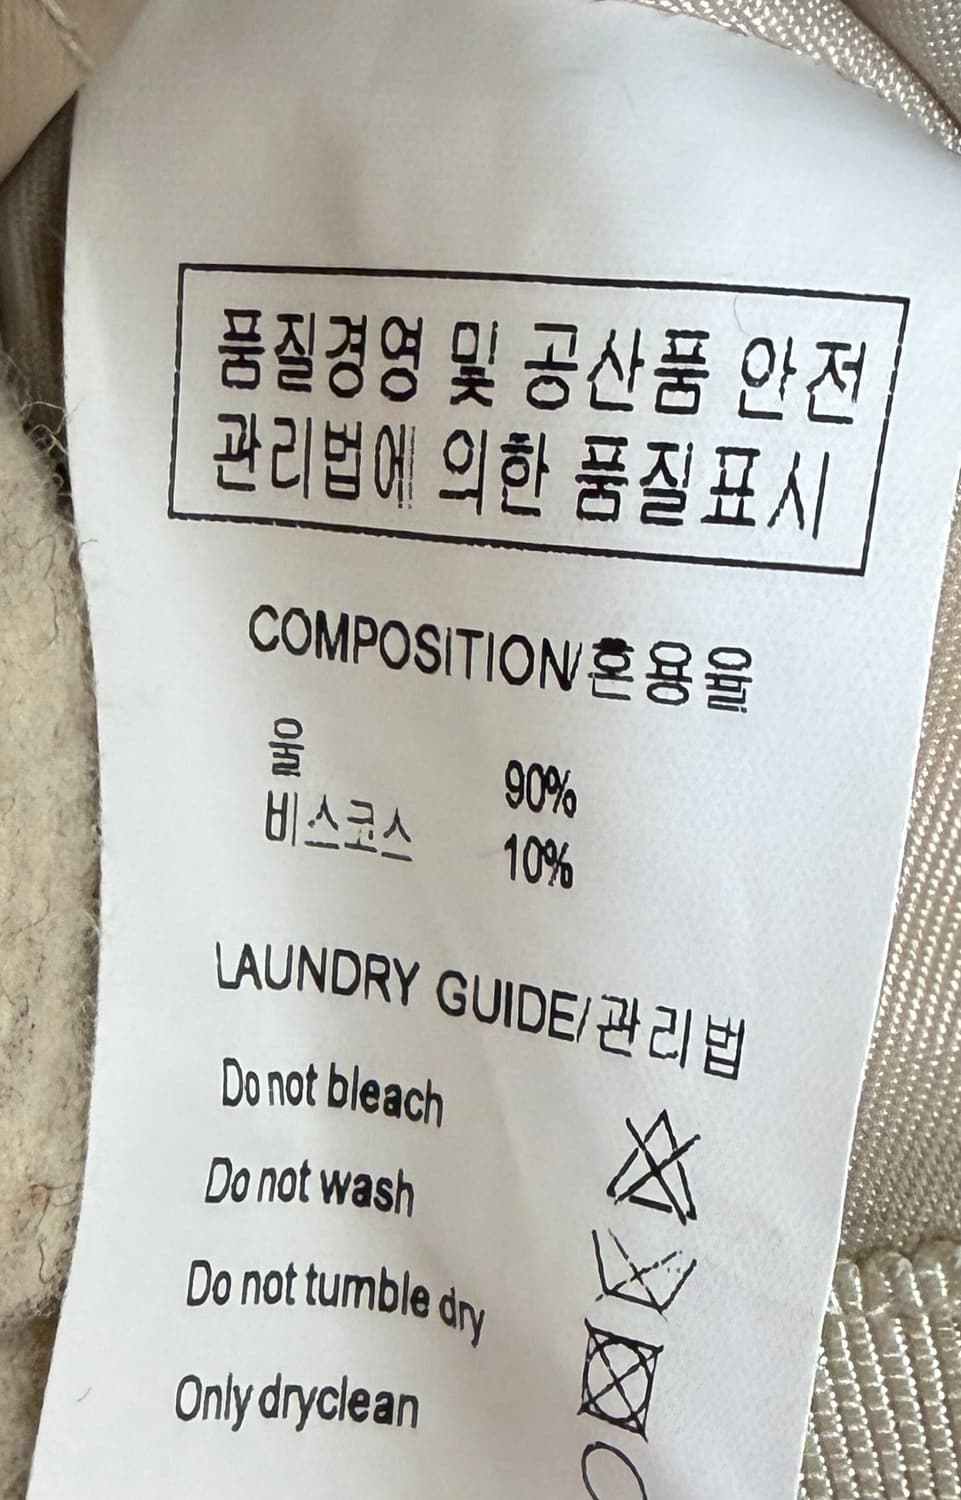 품질경영 및 공산품 안전
관리법에 의한 품질표시
COMPOSITION/혼용율
울 90%
비스코스 10%
LAUNDRY GUIDE/관리법
Do not bleach
Do not wash
Do not tumble dry
Only dryclean